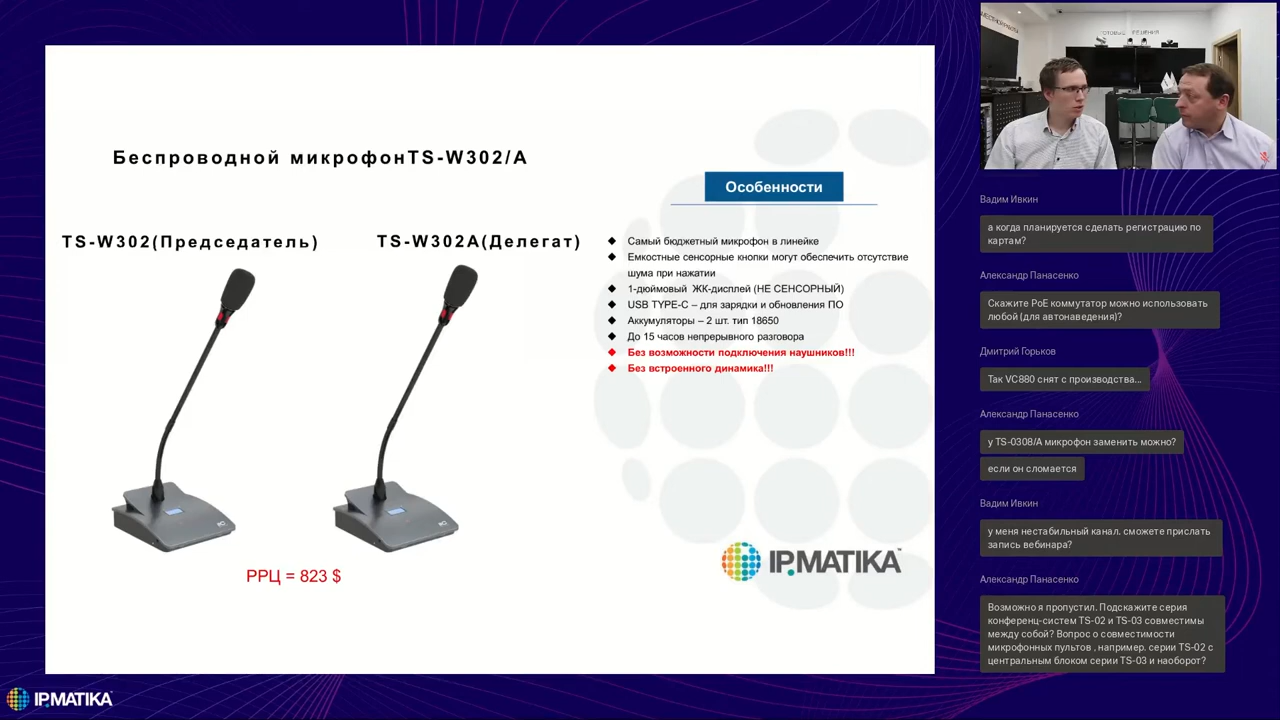 Беспроводной микрофонTS-W302/A
TS-W302(Председатель)
TS-W302A(Делегат)
РРЦ = 823 $
Особенности
Самый бюджетный микрофон в линейке
Емкостные сенсорные кнопки могут обеспечить отсутствие
шума при нажатии
1-дюймовый ЖК-дисплей (НЕ СЕНСОРНЫЙ)
USB TYPE-C – для зарядки и обновления ПО
Аккумуляторы – 2 шт. тип 18650
До 15 часов непрерывного разговора
Без возможности подключения наушников!!!
Без встроенного динамика!!!
IP.MATIKA™
IP.MATIKA
Вадим Ивкин
а когда планируется сделать регистрацию по
картам?
Александр Панасенко
Скажите PoE коммутатор можно использовать
любой (для автонаведения)?
Дмитрий Горьков
Так VC880 снят с производства...
Александр Панасенко
у TS-0308/А микрофон заменить можно?
если он сломается
Вадим Ивкин
у меня нестабильный канал. сможете прислать
запись вебинара?
Александр Панасенко
Возможно я пропустил. Подскажите серия
конференц-систем TS-02 и TS-03 совместимы
между собой? Вопрос о совместимости
микрофонных пультов , например. серии TS-02 с
центральным блоком серии TS-03 и наоборот?